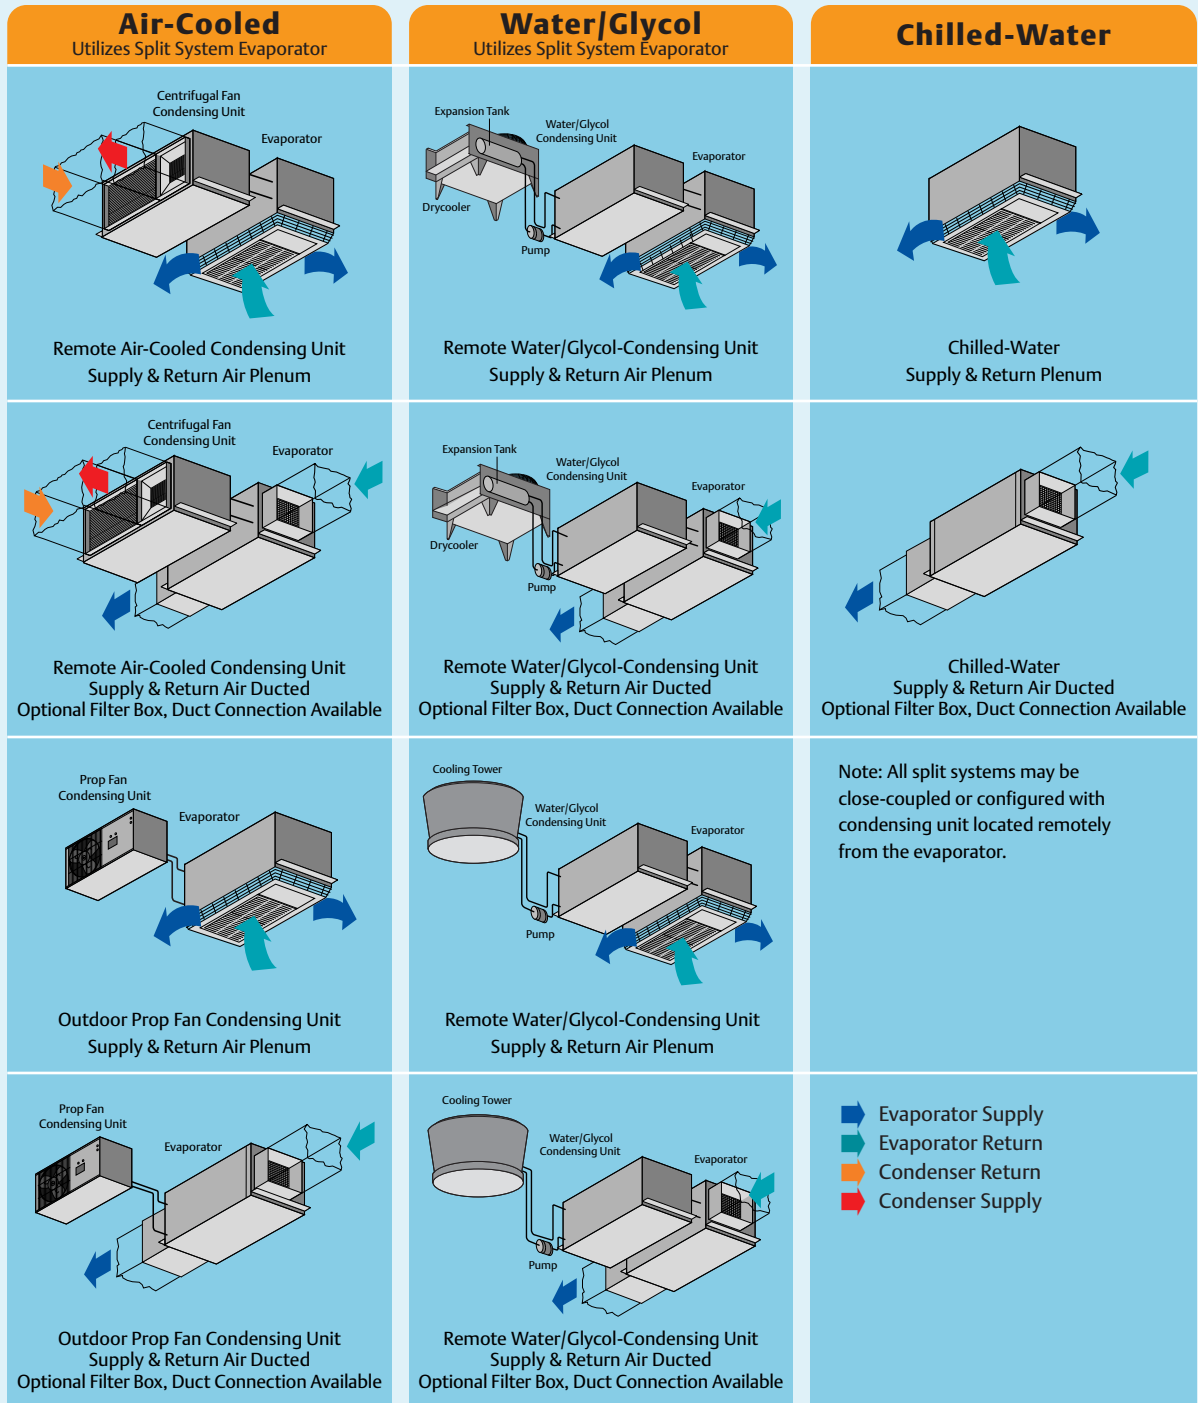 Air-Cooled
Utilizes Split System Evaporator
Water/Glycol
Utilizes Split System Evaporator
Chilled-Water
Centrifugal Fan
Condensing Unit
Evaporator
Remote Air-Cooled Condensing Unit
Supply & Return Air Plenum
Expansion Tank
Water/Glycol
Condensing Unit
Evaporator
Drycooler
Pump
Remote Water/Glycol-Condensing Unit
Supply & Return Air Plenum
Chilled-Water
Supply & Return Plenum
Centrifugal Fan
Condensing Unit
Evaporator
Remote Air-Cooled Condensing Unit
Supply & Return Air Ducted
Optional Filter Box, Duct Connection Available
Expansion Tank
Water/Glycol
Condensing Unit
Evaporator
Drycooler
Pump
Remote Water/Glycol-Condensing Unit
Supply & Return Air Ducted
Optional Filter Box, Duct Connection Available
Chilled-Water
Supply & Return Air Ducted
Optional Filter Box, Duct Connection Available
Prop Fan
Condensing Unit
Evaporator
Outdoor Prop Fan Condensing Unit
Supply & Return Air Plenum
Cooling Tower
Water/Glycol
Condensing Unit
Evaporator
Pump
Remote Water/Glycol-Condensing Unit
Supply & Return Air Plenum
Note: All split systems may be
close-coupled or configured with
condensing unit located remotely
from the evaporator.
Prop Fan
Condensing Unit
Evaporator
Outdoor Prop Fan Condensing Unit
Supply & Return Air Ducted
Optional Filter Box, Duct Connection Available
Cooling Tower
Water/Glycol
Condensing Unit
Evaporator
Pump
Remote Water/Glycol-Condensing Unit
Supply & Return Air Ducted
Optional Filter Box, Duct Connection Available
Evaporator Supply
Evaporator Return
Condenser Return
Condenser Supply